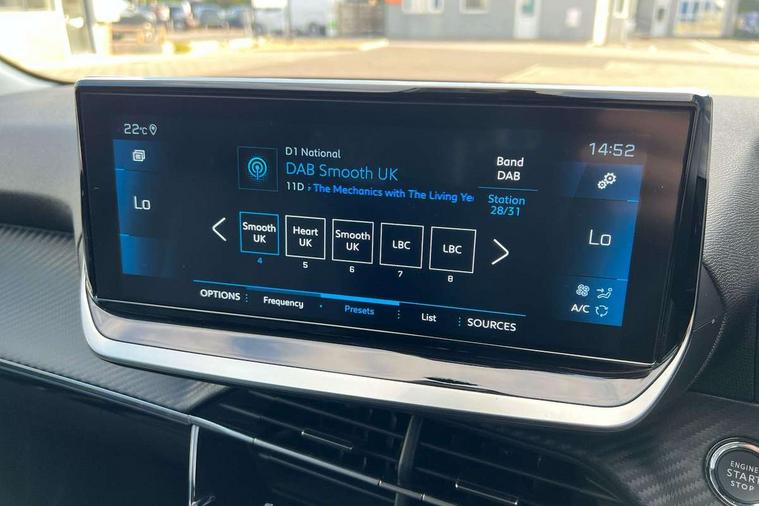 22°C
14:52
D1 National
DAB Smooth UK
11D
The Mechanics with The Living Ye
Band
DAB
Station
28/31
Lo
Lo
Smooth
UK
4
Heart
UK
5
Smooth
UK
6
LBC
7
LBC
8
A/C
OPTIONS
Frequency
Presets
List
SOURCES
ENGINE
START
STOP